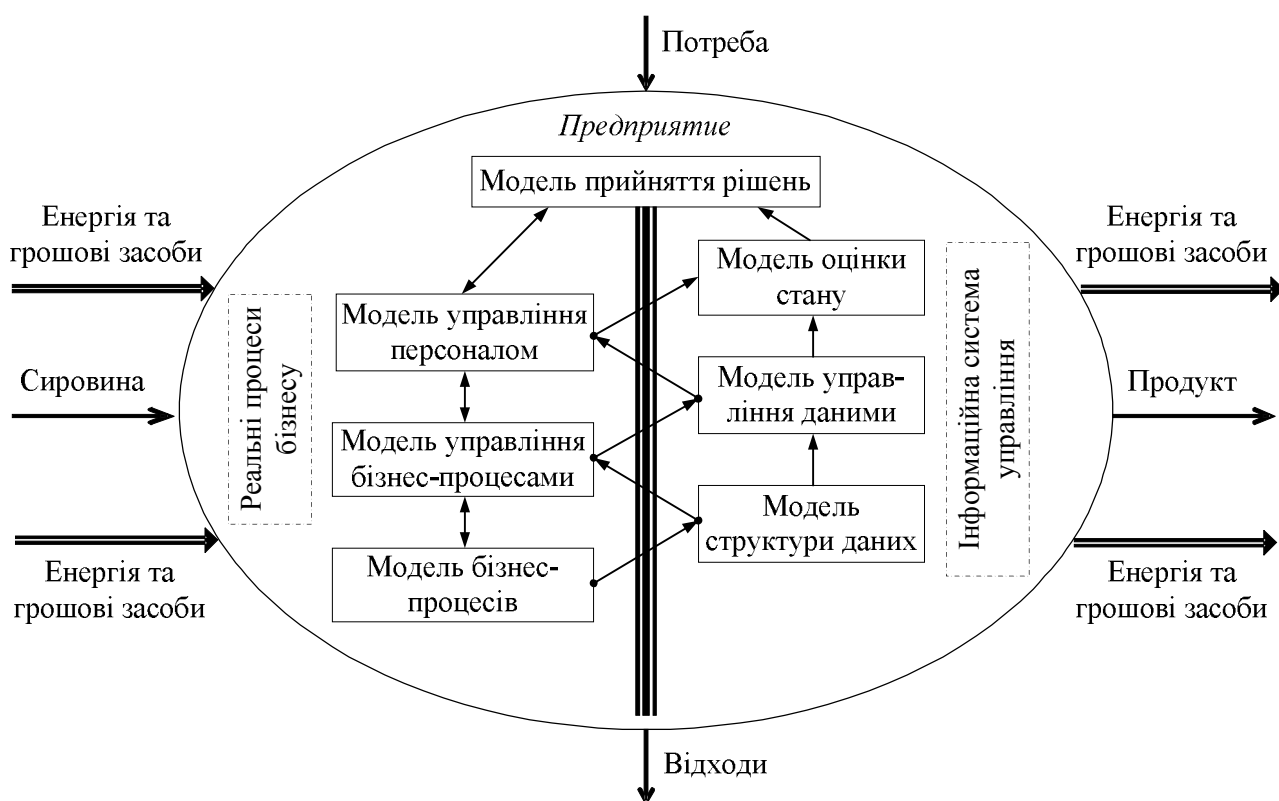 Потреба
Предприятие
Модель прийняття рішень
Енергія та
грошові засоби
Енергія та
грошові засоби
Модель оцінки
стану
Модель управління
персоналом
Реальні процеси
бізнесу
Інформаційна система
управління
Сировина
Модель управ-
ління даними
Продукт
Модель управління
бізнес-процесами
Модель
структури даних
Модель бізнес-
процесів
Енергія та
грошові засоби
Енергія та
грошові засоби
Відходи